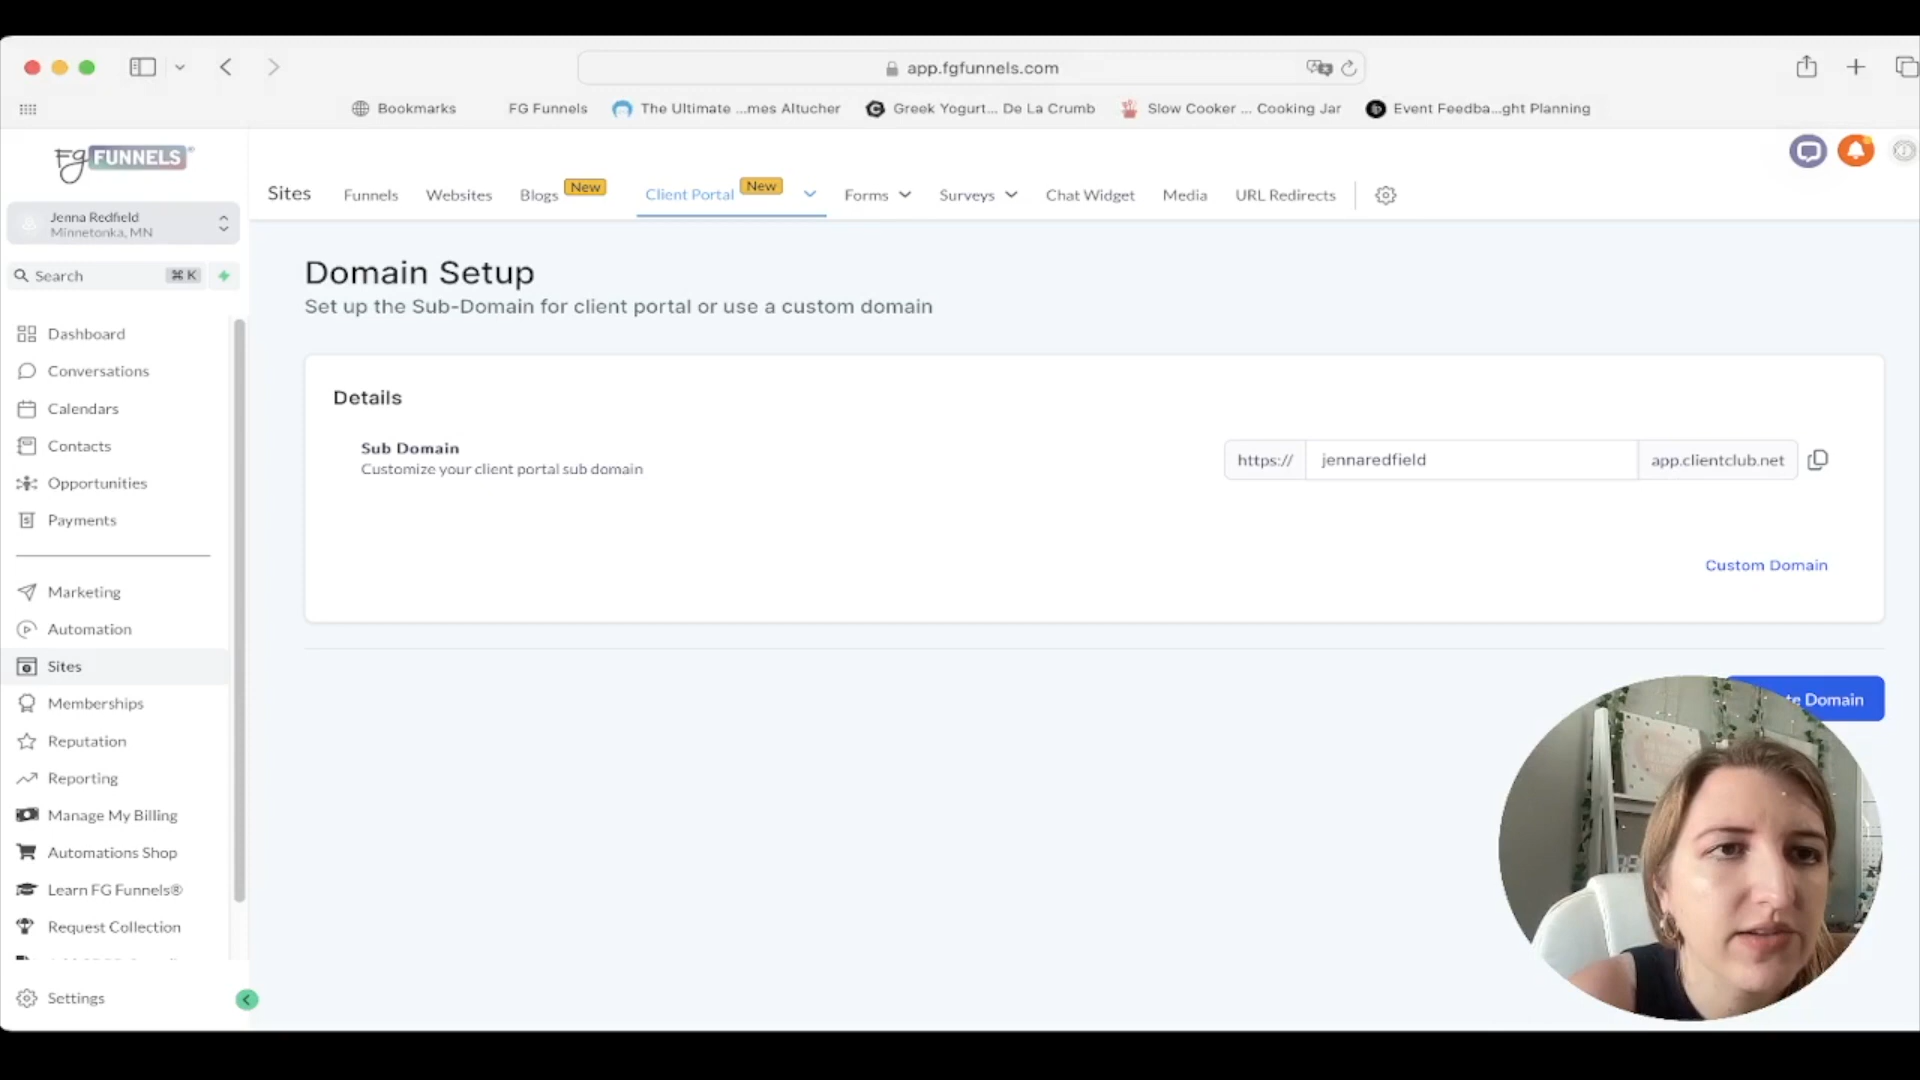 app.fgfunnels.com
Bookmarks
FG Funnels
The Ultimate ...mes Altucher
Greek Yogurt... De La Crumb
Slow Cooker ... Cooking Jar
Event Feedba...ght Planning
Fg FUNNELS
Sites
Funnels
Websites
Blogs
New
Client Portal
New
Forms
Surveys
Chat Widget
Media
URL Redirects
Jenna Redfield
Minnetonka, MN
Search
⌘ K
Dashboard
Conversations
Calendars
Contacts
Opportunities
Payments
Marketing
Automation
Sites
Memberships
Reputation
Reporting
Manage My Billing
Automations Shop
Learn FG Funnels®
Request Collection
Settings
Domain Setup
Set up the Sub-Domain for client portal or use a custom domain
Details
Sub Domain
Customize your client portal sub domain
https://
jennaredfield
app.clientclub.net
Custom Domain
Domain